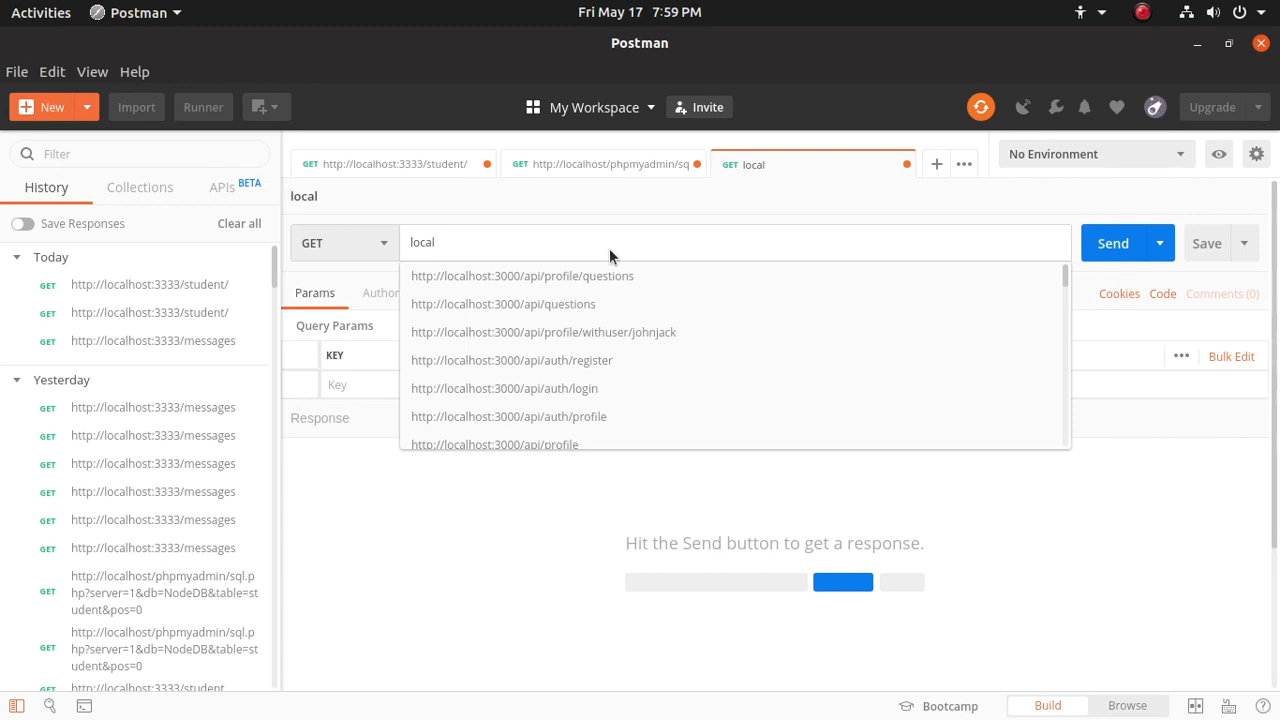 Activities Postman Fri May 17 7:59 PM
Postman
File Edit View Help
New Import Runner My Workspace Invite Upgrade
Filter
GET http://localhost:3333/student/ GET http://localhost/phpmyadmin/sq GET local No Environment
History Collections APIs BETA
local
Save Responses Clear all
GET local Send Save
Today
http://localhost:3000/api/profile/questions
GET http://localhost:3333/student/
Params Author Cookies Code Comments (0)
http://localhost:3000/api/questions
GET http://localhost:3333/student/
Query Params
http://localhost:3000/api/profile/withuser/johnjack
GET http://localhost:3333/messages
KEY Bulk Edit
http://localhost:3000/api/auth/register
Yesterday
Key
http://localhost:3000/api/auth/login
GET http://localhost:3333/messages
Response
http://localhost:3000/api/auth/profile
GET http://localhost:3333/messages
http://localhost:3000/api/profile
GET http://localhost:3333/messages
GET http://localhost:3333/messages
GET http://localhost:3333/messages
Hit the Send button to get a response.
GET http://localhost:3333/messages
http://localhost/phpmyadmin/sql.p
GET hp?server=1&db=NodeDB&table=st
udent&pos=0
http://localhost/phpmyadmin/sql.p
GET hp?server=1&db=NodeDB&table=st
udent&pos=0
GET http://localhost:3333/student
Bootcamp Build Browse